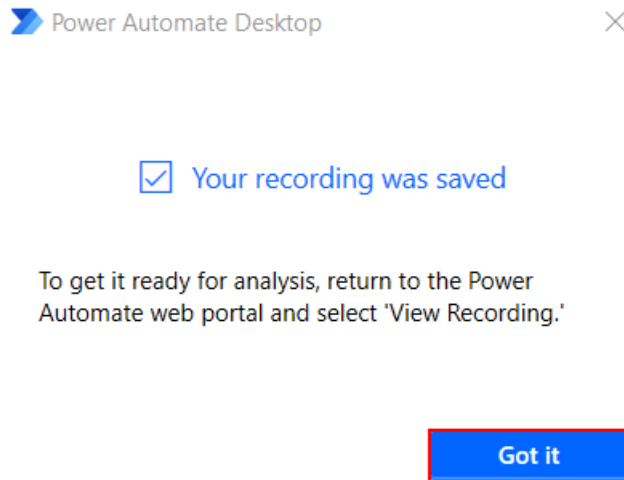 Power Automate Desktop
Your recording was saved
To get it ready for analysis, return to the Power
Automate web portal and select 'View Recording.'
Got it